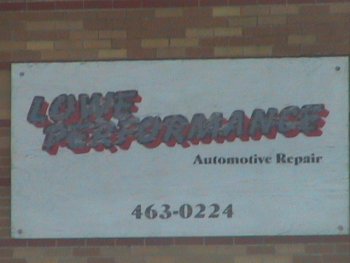 LOWE
PERFORMANCE
Automotive Repair
463-0224